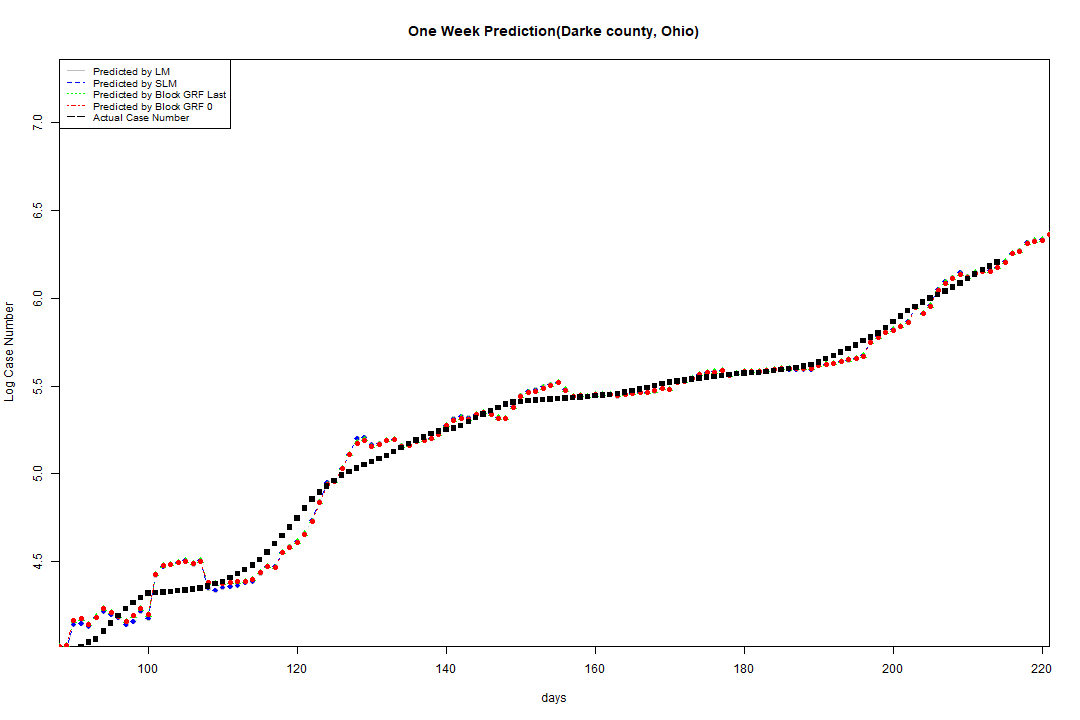 One Week Prediction(Darke county, Ohio)
Predicted by LM
Predicted by SLM
Predicted by Block GRF Last
Predicted by Block GRF 0
Actual Case Number
Log Case Number
7.0
6.5
6.0
5.5
5.0
4.5
100 120 140 160 180 200 220
days